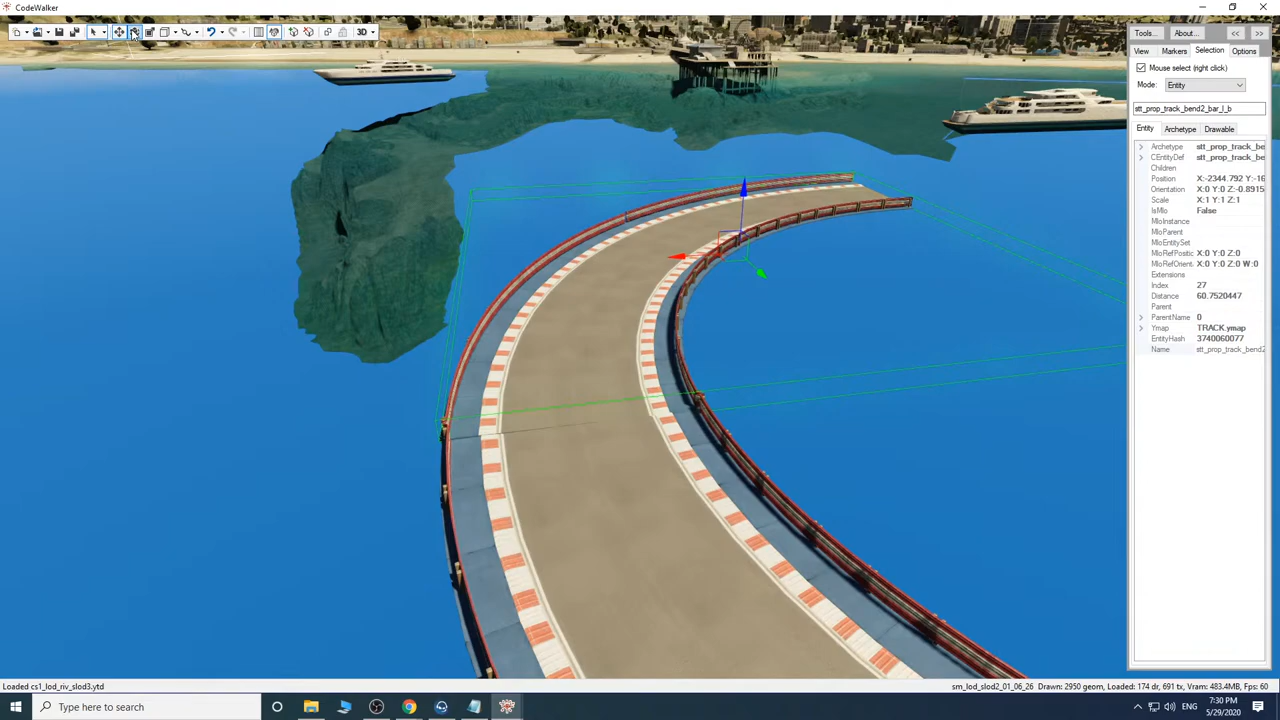 CodeWalker
3D
Tools... About... << >>
View Markers Selection Options
Mouse select (right click)
Mode: Entity
stt_prop_track_bend2_bar_l_b
Entity Archetype Drawable
Archetype stt_prop_track_be
CEntityDef stt_prop_track_be
Children
Position X:-2344.792 Y:-16
Orientation X:0 Y:0 Z:-0.8915
Scale X:1 Y:1 Z:1
IsMlo False
MloInstance
MloParent
MloEntitySet
MloRefPositic X:0 Y:0 Z:0
MloRefOrient X:0 Y:0 Z:0 W:0
Extensions
Index 27
Distance 60.7520447
Parent
ParentName 0
Ymap TRACK.ymap
EntityHash 3740060077
Name stt_prop_track_bend2
Loaded cs1_lod_riv_slod3.ytd
sm_lod_slod2_01_06_26 Drawn: 2950 geom, Loaded: 174 dr, 691 tx, Vram: 483.4MB, Fps: 60
Type here to search
ENG
7:30 PM
5/29/2020